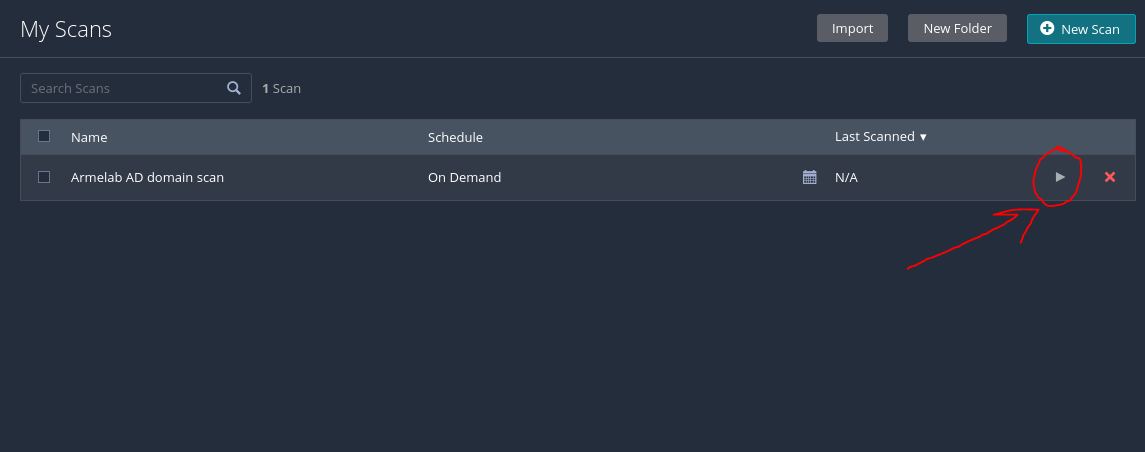 My Scans
Import
New Folder
New Scan
Search Scans
1 Scan
Name
Schedule
Last Scanned ▼
Armelab AD domain scan
On Demand
N/A